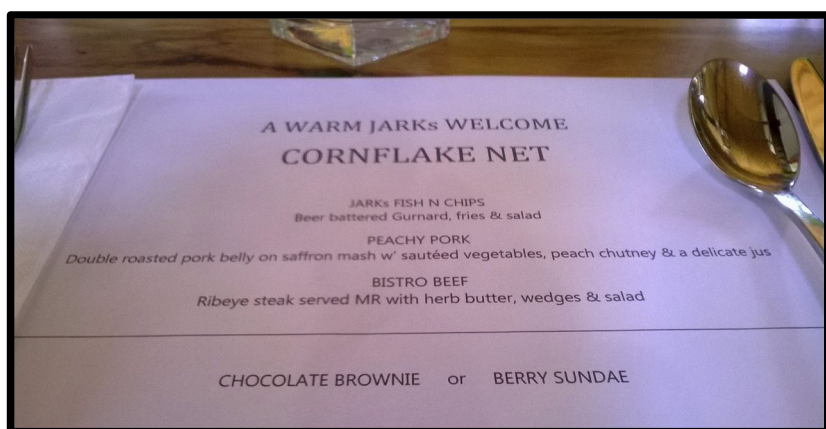 A WARM JARKs WELCOME
CORNFLAKE NET
JARKs FISH N CHIPS
Beer battered Gurnard, fries & salad
PEACHY PORK
Double roasted pork belly on saffron mash w' sautéed vegetables, peach chutney & a delicate jus
BISTRO BEEF
Ribeye steak served MR with herb butter, wedges & salad
CHOCOLATE BROWNIE or BERRY SUNDAE